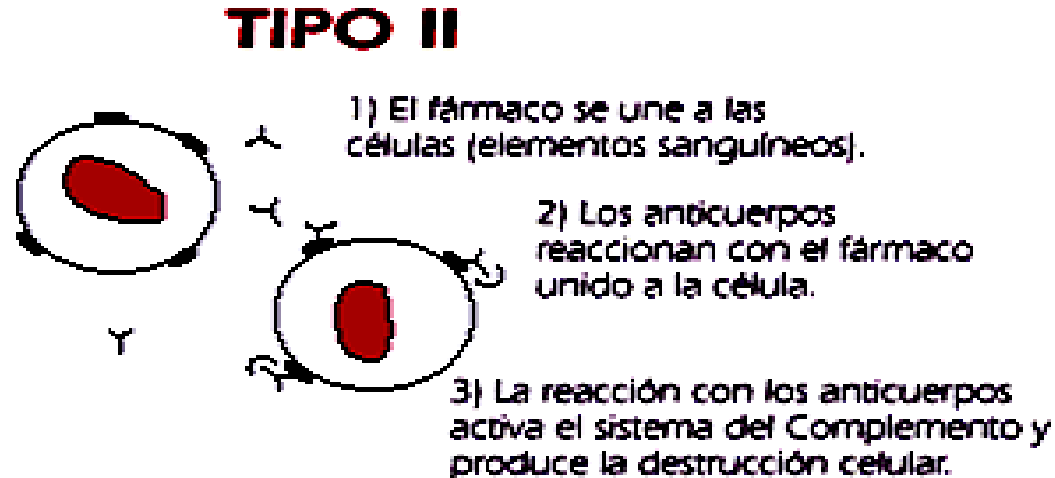 TIPO II
1) El fármaco se une a las
células (elementos sanguíneos).
2) Los anticuerpos
reaccionan con el fármaco
unido a la célula.
3) La reacción con los anticuerpos
activa el sistema del Complemento y
produce la destrucción celular.